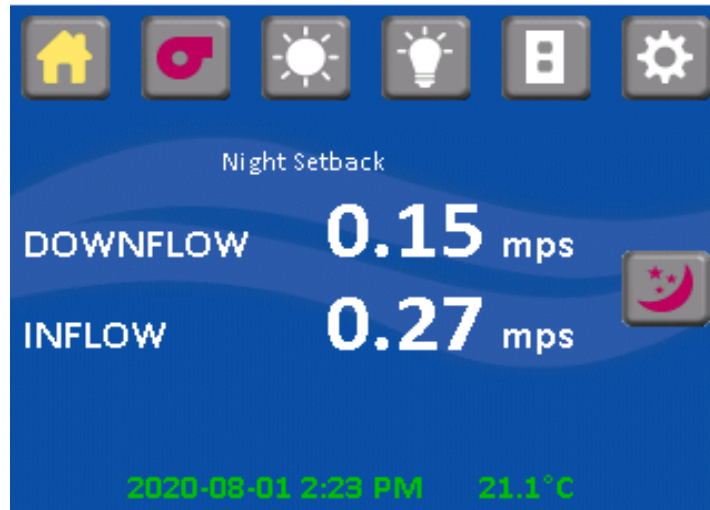 Night Setback
DOWNFLOW 0.15 mps
INFLOW 0.27 mps
2020-08-01 2:23 PM 21.1°C